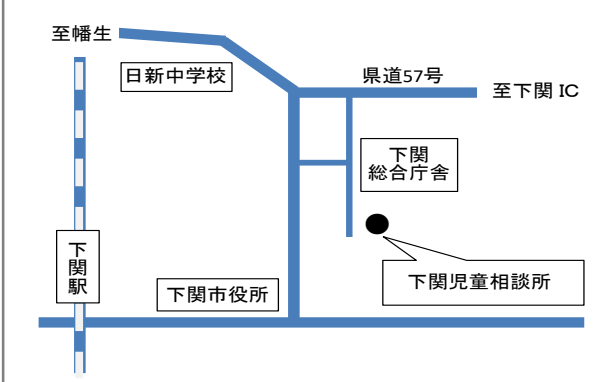 至幡生
日新中学校
県道57号
至下関 IC
下関
総合庁舎
下関駅
下関市役所
下関児童相談所